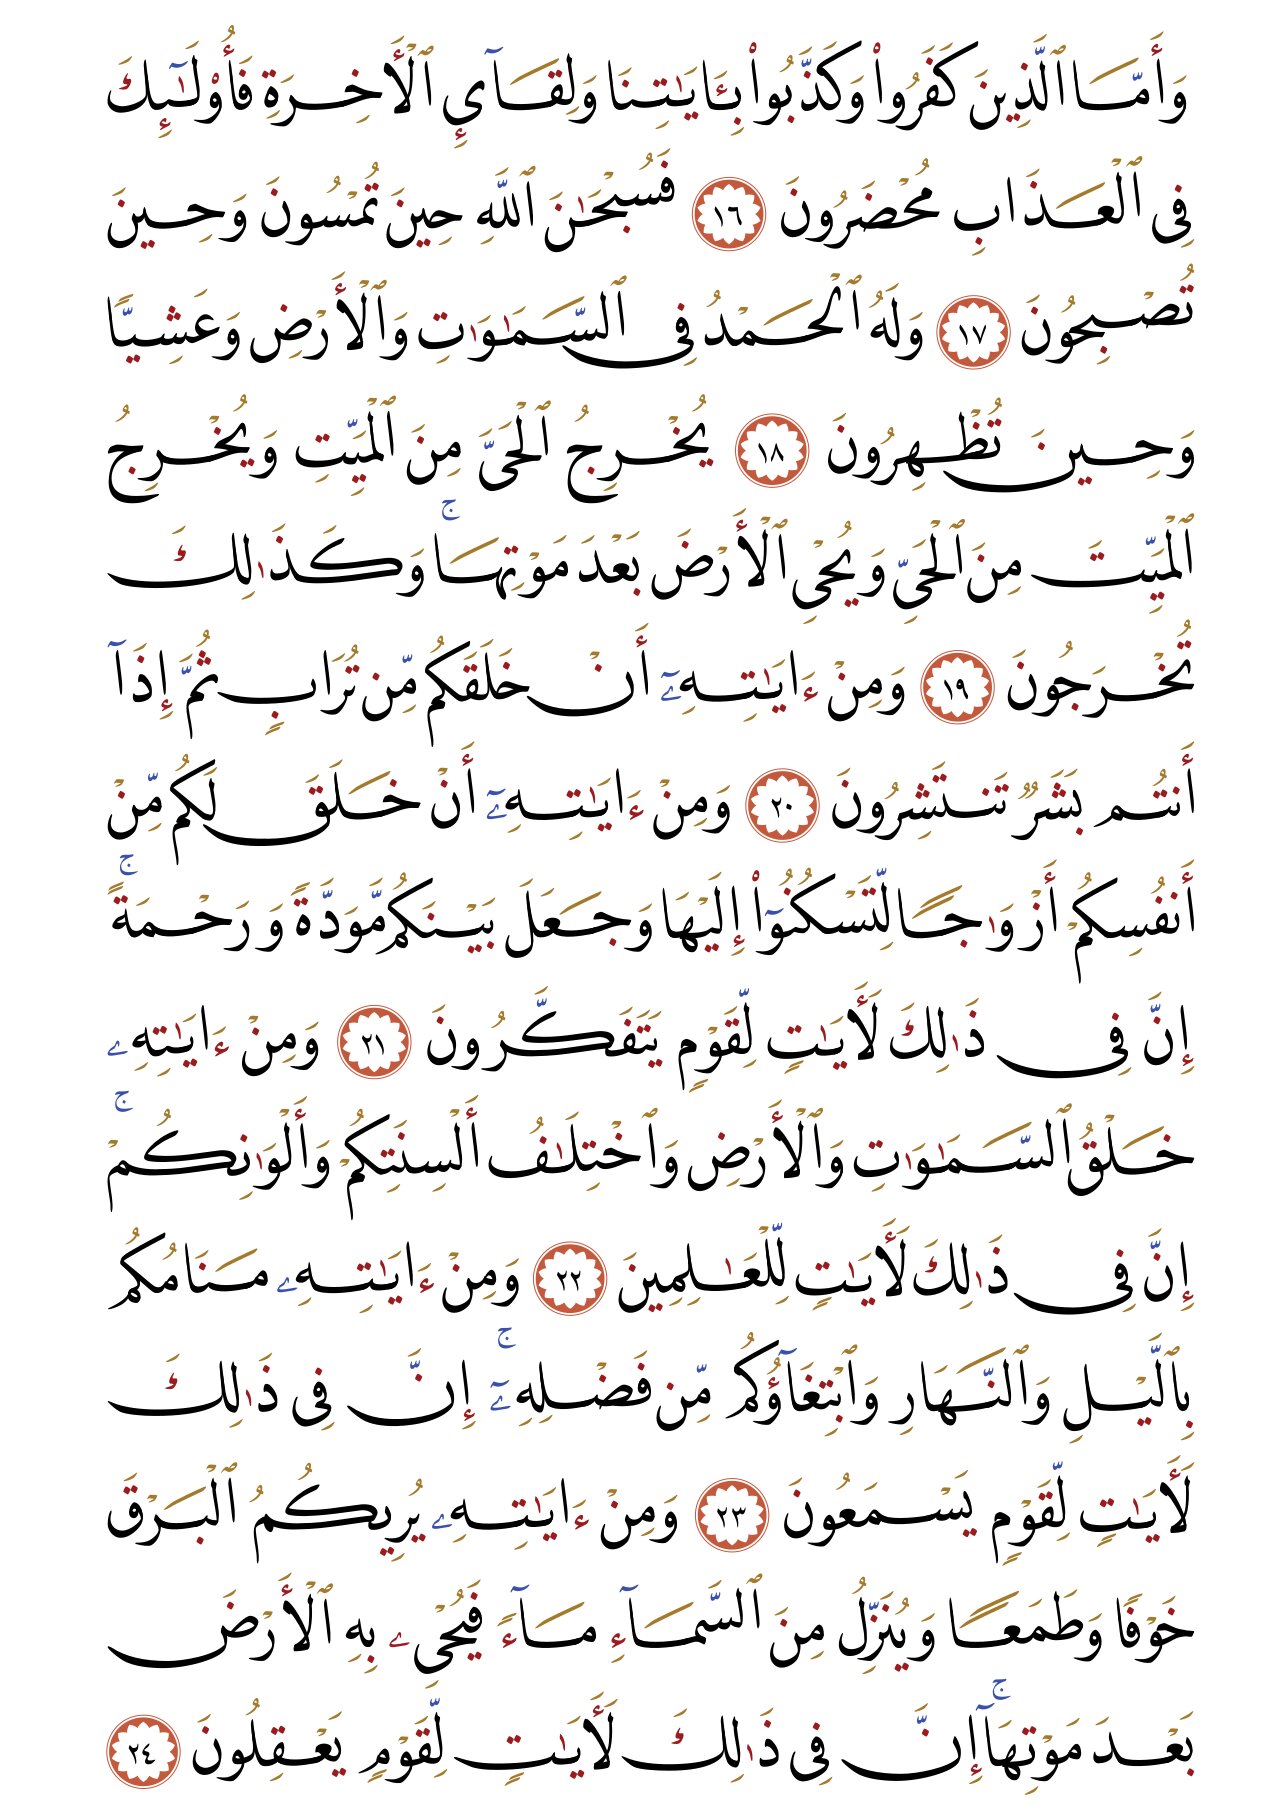 وَأَمَّا ٱلَّذِينَ كَفَرُواْ وَكَذَّبُواْ بِـَٔايَٰتِنَا وَلِقَآيِٕ ٱلْأَخِرَةِ فَأُوْلَٰٓئِكَ
فِى ٱلْعَذَابِ مُحْضَرُونَ ١٦ فَسُبْحَٰنَ ٱللَّهِ حِينَ تُمْسُونَ وَحِينَ
تُصْبِحُونَ ١٧ وَلَهُ ٱلْحَمْدُ فِى ٱلسَّمَٰوَٰتِ وَٱلْأَرْضِ وَعَشِيًّا
وَحِينَ تُظْهِرُونَ ١٨ يُخْرِجُ ٱلْحَىَّ مِنَ ٱلْمَيِّتِ وَيُخْرِجُ
ٱلْمَيِّتَ مِنَ ٱلْحَىِّ وَيُحْىِ ٱلْأَرْضَ بَعْدَ مَوْتِهَا ۚ وَكَذَٰلِكَ
تُخْرَجُونَ ١٩ وَمِنْ ءَايَٰتِهِۦٓ أَنْ خَلَقَكُم مِّن تُرَابٍ ثُمَّ إِذَآ
أَنتُم بَشَرٌ تَنتَشِرُونَ ٢٠ وَمِنْ ءَايَٰتِهِۦٓ أَنْ خَلَقَ لَكُم مِّنْ
أَنفُسِكُمْ أَزْوَٰجًا لِّتَسْكُنُوٓاْ إِلَيْهَا وَجَعَلَ بَيْنَكُم مَّوَدَّةً وَرَحْمَةً ۚ
إِنَّ فِى ذَٰلِكَ لَأَيَٰتٍ لِّقَوْمٍ يَتَفَكَّرُونَ ٢١ وَمِنْ ءَايَٰتِهِۦ
خَلْقُ ٱلسَّمَٰوَٰتِ وَٱلْأَرْضِ وَٱخْتِلَٰفُ أَلْسِنَتِكُمْ وَأَلْوَٰنِكُمْ ۚ
إِنَّ فِى ذَٰلِكَ لَأَيَٰتٍ لِّلْعَٰلِمِينَ ٢٢ وَمِنْ ءَايَٰتِهِۦ مَنَامُكُم
بِٱلَّيْلِ وَٱلنَّهَارِ وَٱبْتِغَآؤُكُم مِّن فَضْلِهِۦٓ ۚ إِنَّ فِى ذَٰلِكَ
لَأَيَٰتٍ لِّقَوْمٍ يَسْمَعُونَ ٢٣ وَمِنْ ءَايَٰتِهِۦ يُرِيكُمُ ٱلْبَرْقَ
خَوْفًا وَطَمَعًا وَيُنَزِّلُ مِنَ ٱلسَّمَآءِ مَآءً فَيُحْىِۦ بِهِ ٱلْأَرْضَ
بَعْدَ مَوْتِهَآ ۚ إِنَّ فِى ذَٰلِكَ لَأَيَٰتٍ لِّقَوْمٍ يَعْقِلُونَ ٢٤